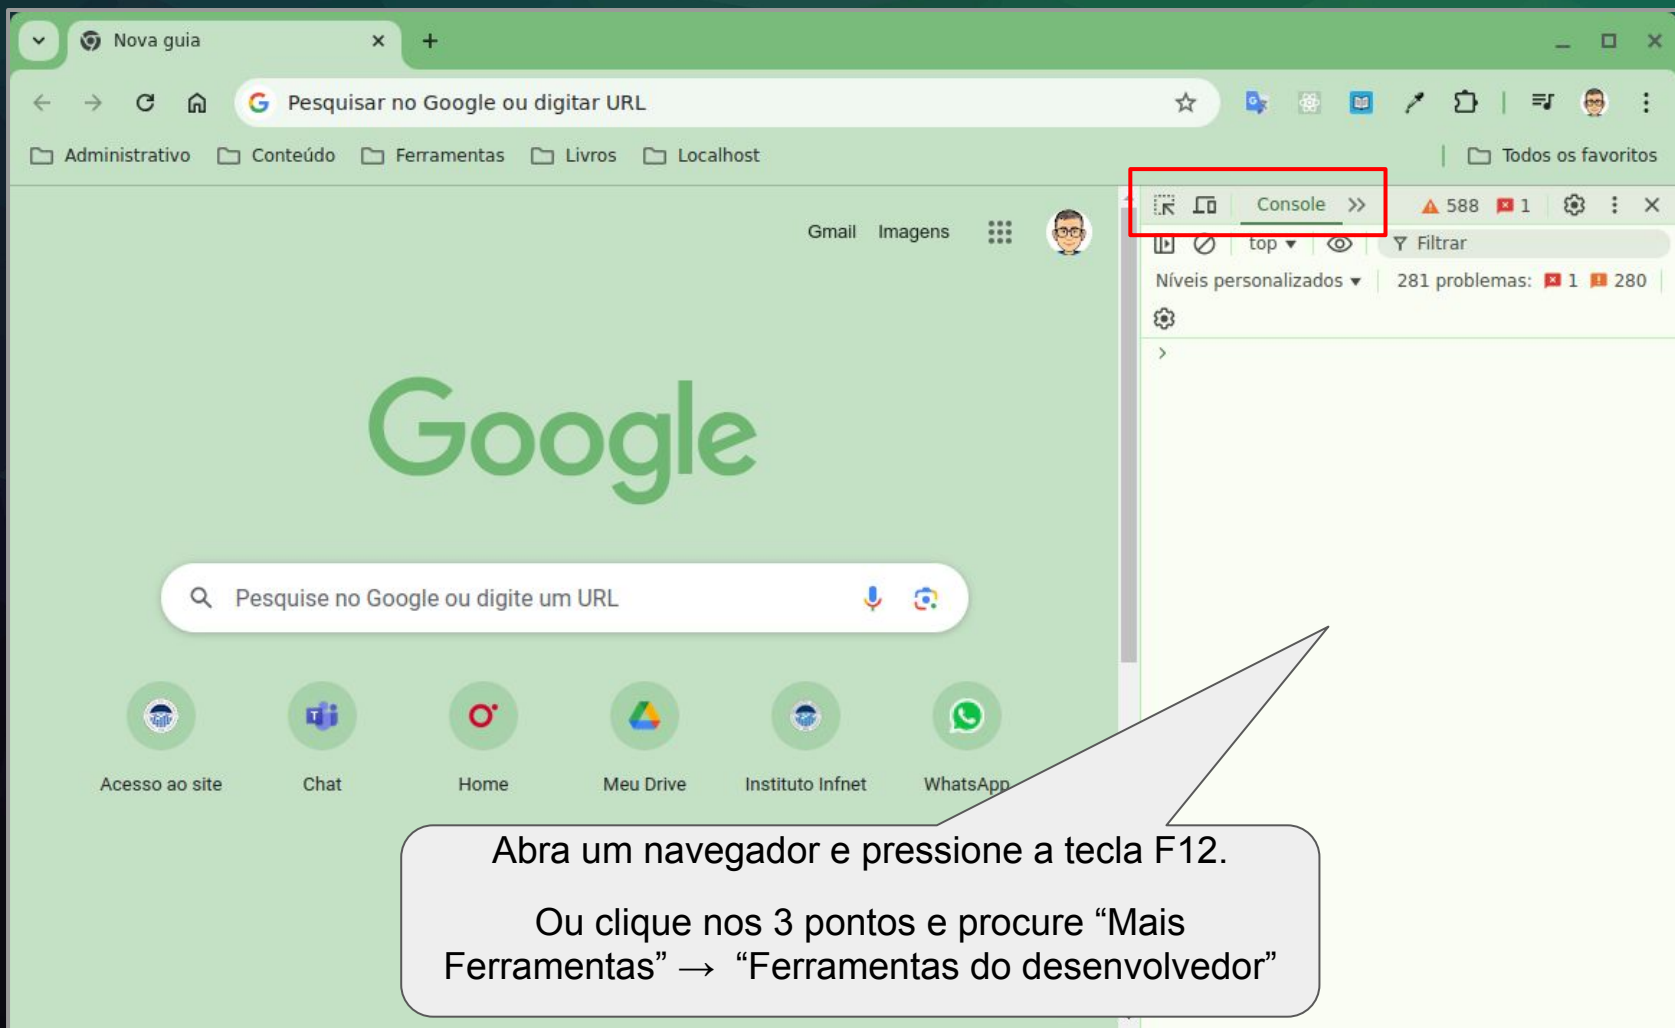 Nova guia
Pesquisar no Google ou digitar URL
Administrativo Conteúdo Ferramentas Livros Localhost Todos os favoritos
Gmail Imagens
Console 588 1
top Filtrar
Níveis personalizados 281 problemas: 1 280
Google
Pesquise no Google ou digite um URL
Acesso ao site Chat Home Meu Drive Instituto Infnet WhatsApp
Abra um navegador e pressione a tecla F12.
Ou clique nos 3 pontos e procure “Mais
Ferramentas” → “Ferramentas do desenvolvedor”